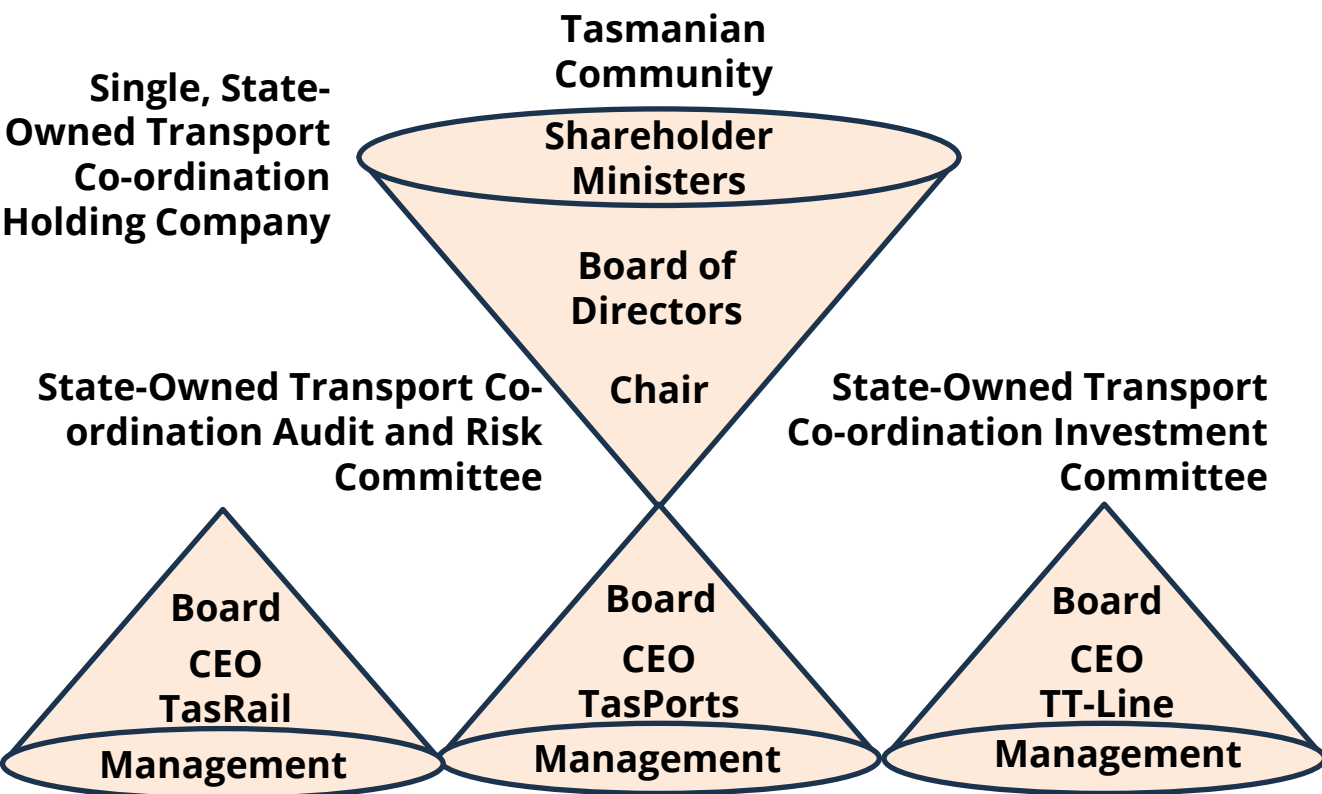 Tasmanian
Community
Single, State-
Owned Transport
Co-ordination
Holding Company
Shareholder
Ministers
Board of
Directors
Chair
State-Owned Transport Co-
ordination Audit and Risk
Committee
State-Owned Transport
Co-ordination Investment
Committee
Board
CEO
TasRail
Management
Board
CEO
TasPorts
Management
Board
CEO
TT-Line
Management